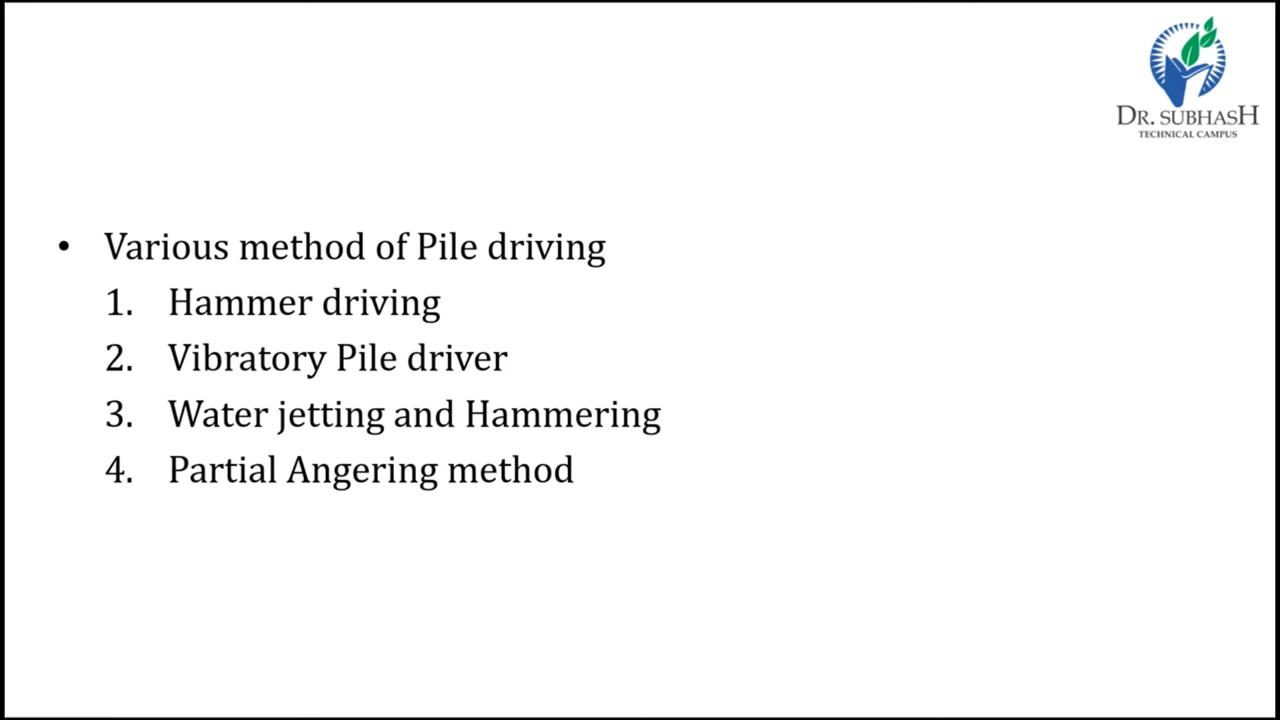 DR. SUBHASH
TECHNICAL CAMPUS
• Various method of Pile driving
1. Hammer driving
2. Vibratory Pile driver
3. Water jetting and Hammering
4. Partial Angering method